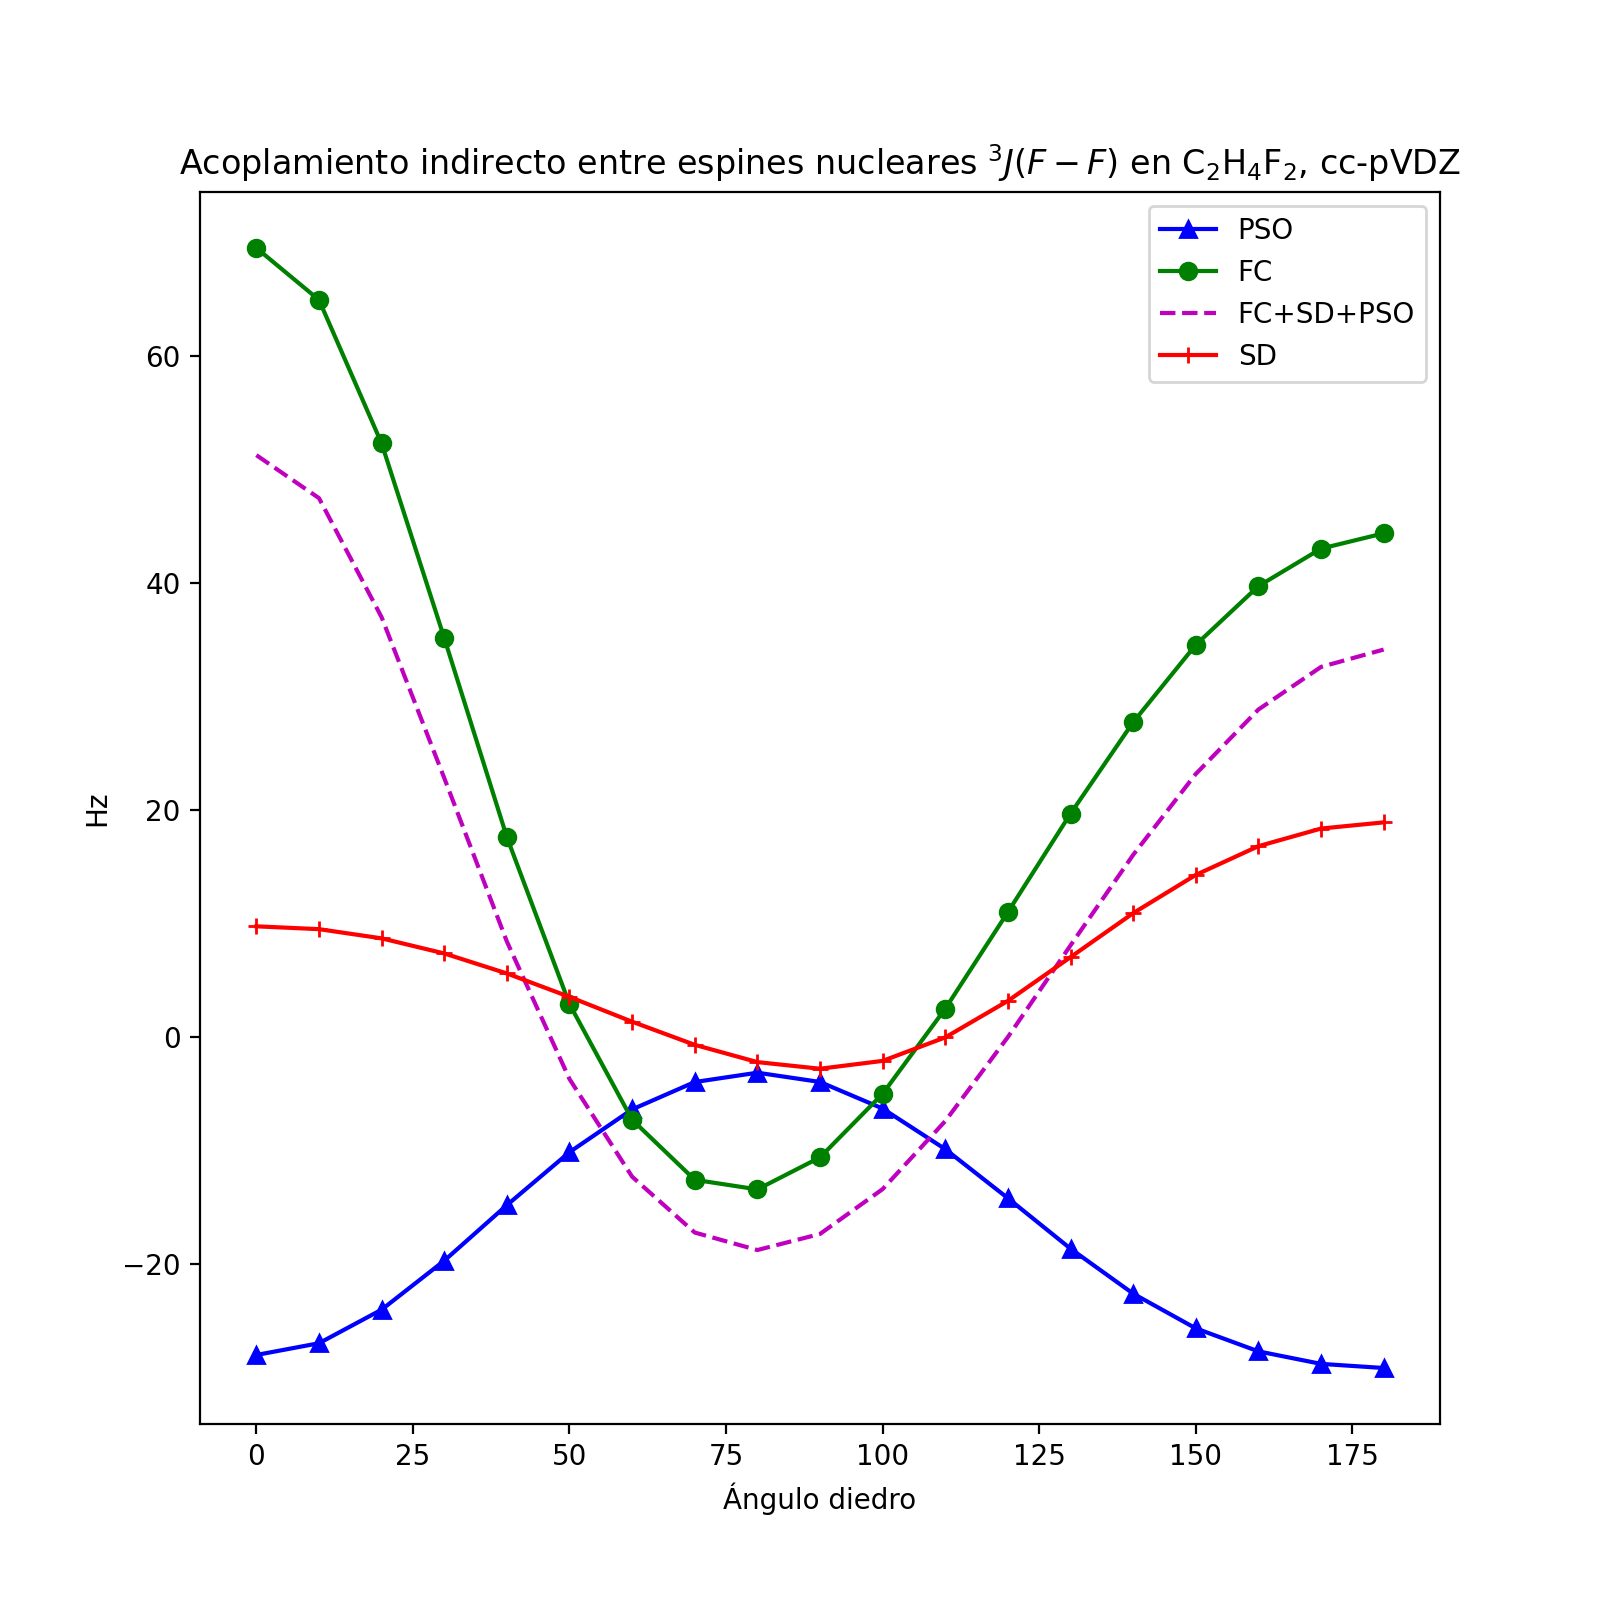 Acoplamiento indirecto entre espines nucleares ³J(F − F) en C₂H₄F₂, cc-pVDZ
PSO
FC
FC+SD+PSO
SD
60
40
20
0
−20
Hz
0 25 50 75 100 125 150 175
Ángulo diedro